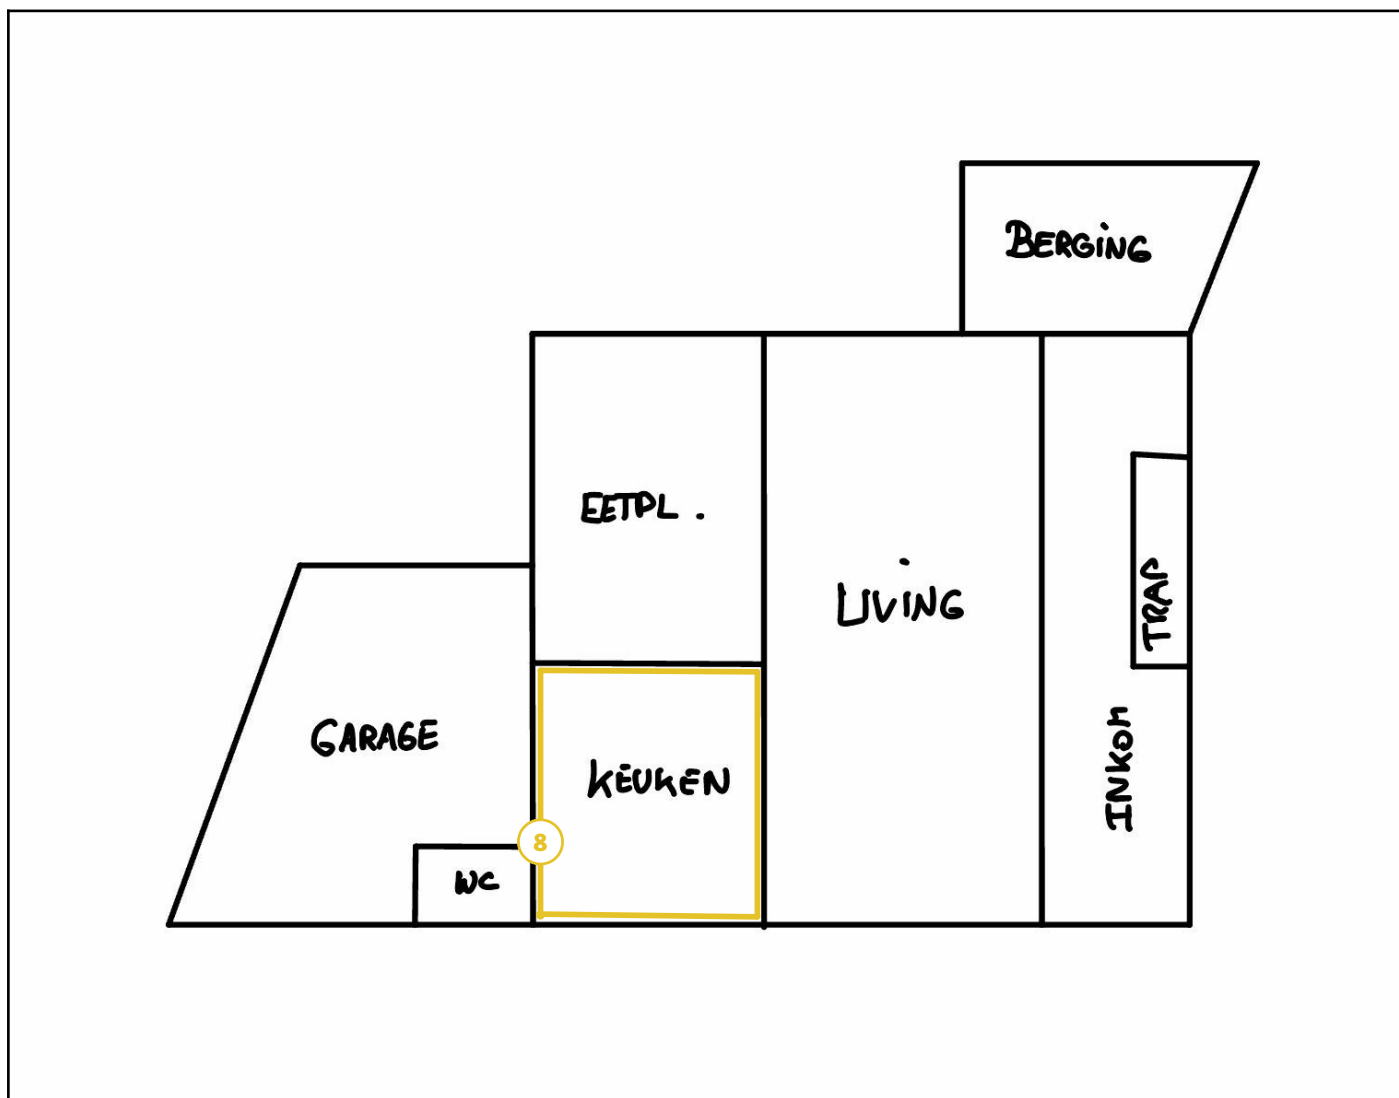 BERGING
EETPL.
LIVING
TRAP
GARAGE
KEUKEN
INKOM
8
WC